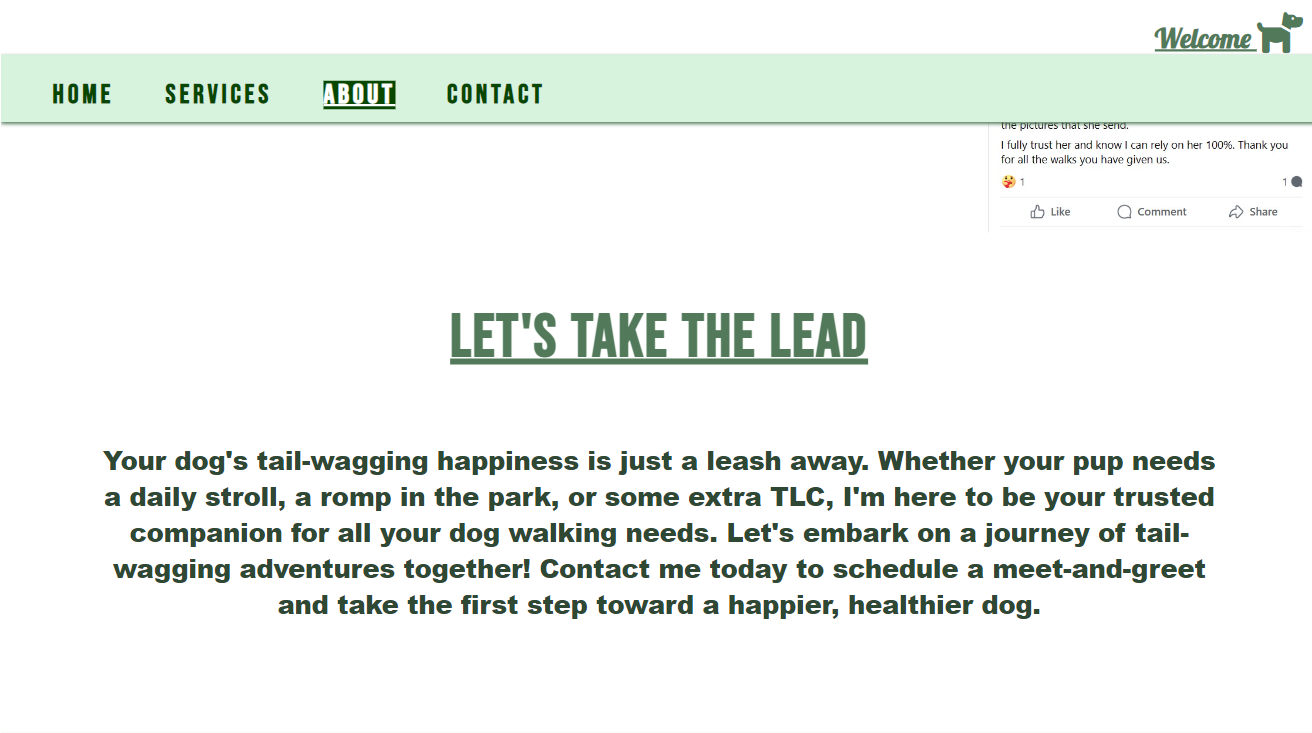 Welcome
HOME SERVICES ABOUT CONTACT
the pictures that she send.
I fully trust her and know I can rely on her 100%. Thank you
for all the walks you have given us.
1 1
Like Comment Share
LET'S TAKE THE LEAD
Your dog's tail-wagging happiness is just a leash away. Whether your pup needs
a daily stroll, a romp in the park, or some extra TLC, I'm here to be your trusted
companion for all your dog walking needs. Let's embark on a journey of tail-
wagging adventures together! Contact me today to schedule a meet-and-greet
and take the first step toward a happier, healthier dog.